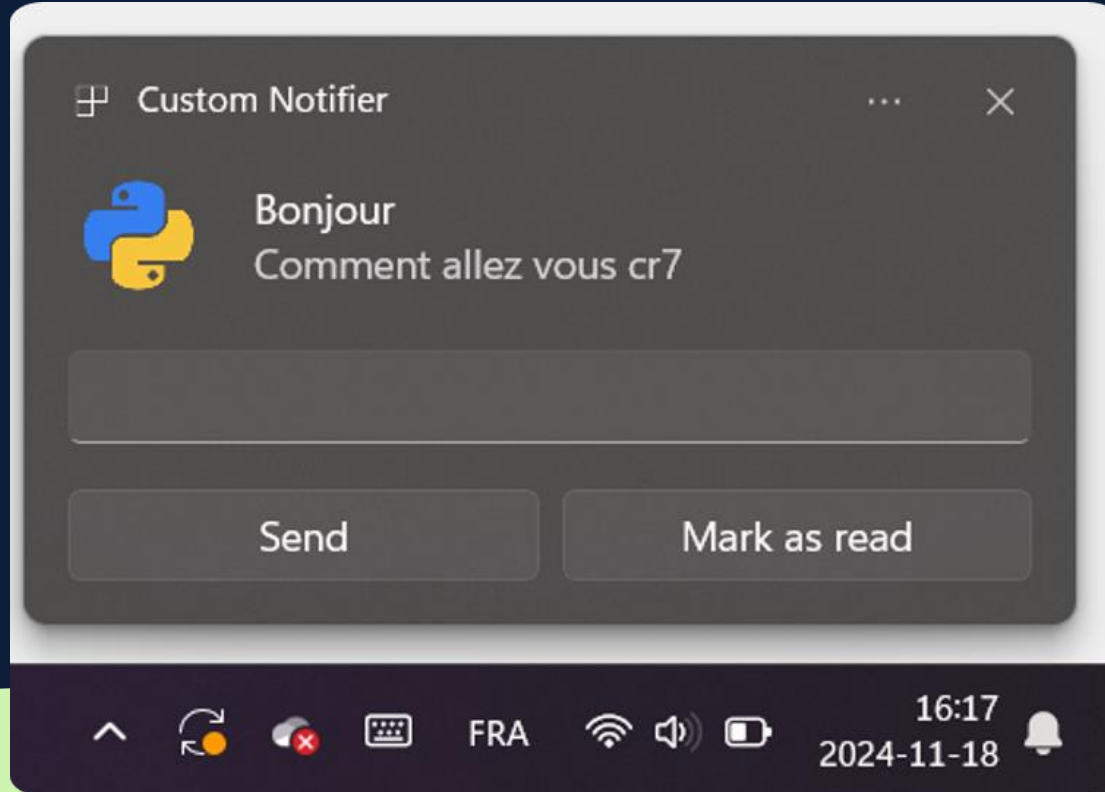 Custom Notifier
Bonjour
Comment allez vous cr7
Send
Mark as read
FRA
16:17
2024-11-18